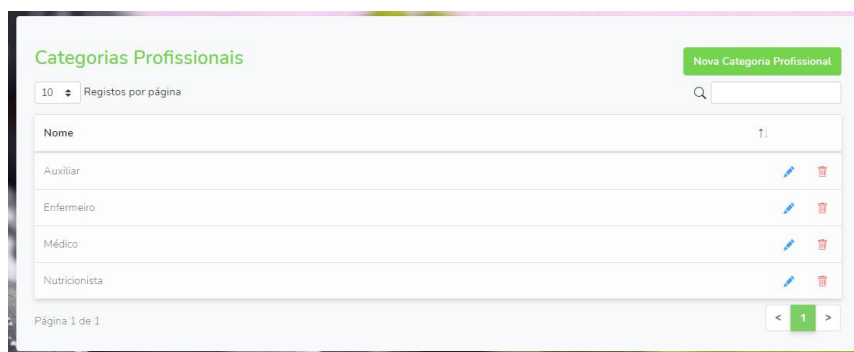 Categorias Profissionais
Nova Categoria Profissional
10 Registos por página
Nome
Auxiliar
Enfermeiro
Médico
Nutricionista
Página 1 de 1
< 1 >